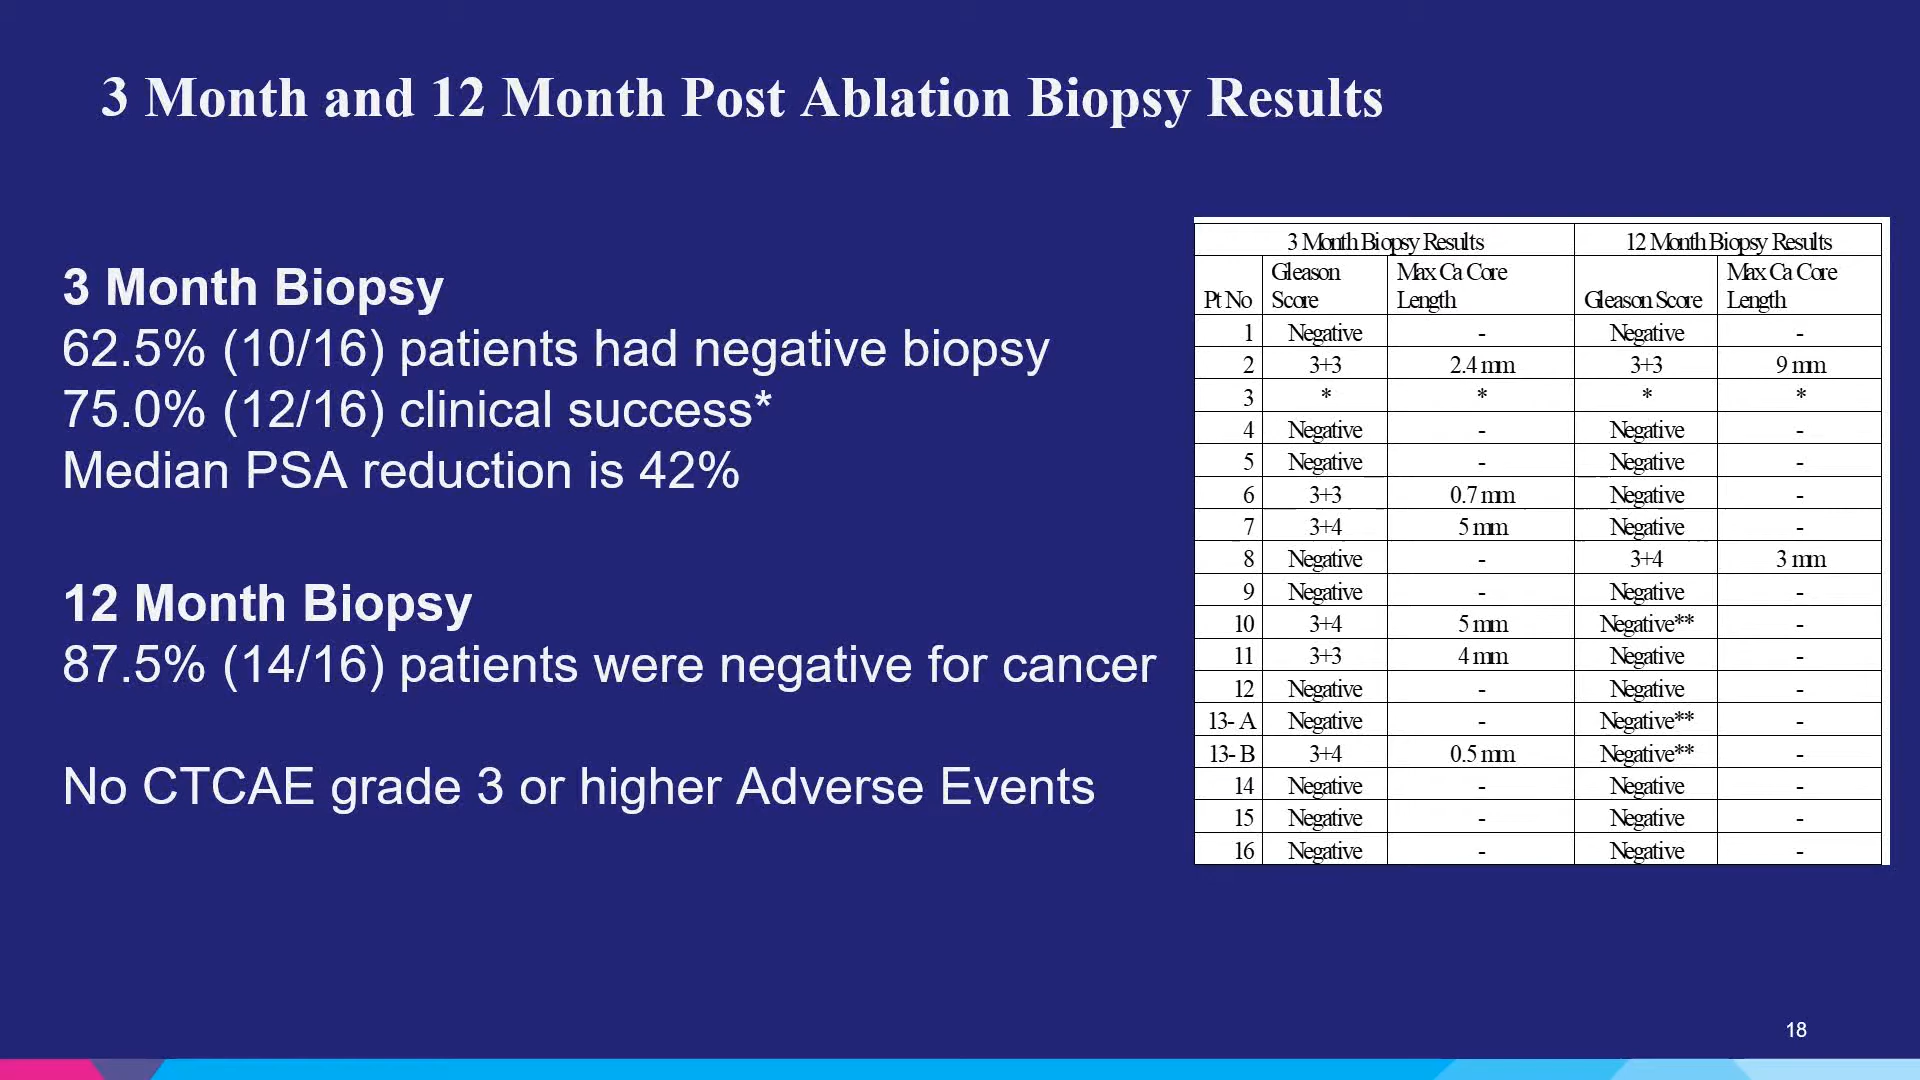 3 Month and 12 Month Post Ablation Biopsy Results
3 Month Biopsy
62.5% (10/16) patients had negative biopsy
75.0% (12/16) clinical success*
Median PSA reduction is 42%
12 Month Biopsy
87.5% (14/16) patients were negative for cancer
No CTCAE grade 3 or higher Adverse Events
3 Month Biopsy Results 12 Month Biopsy Results
Pt No Gleason Score Max Ca Core Length Gleason Score Max Ca Core Length
1 Negative - Negative -
2 3+3 2.4 mm 3+3 9 mm
3 * * * *
4 Negative - Negative -
5 Negative - Negative -
6 3+3 0.7 mm Negative -
7 3+4 5 mm Negative -
8 Negative - 3+4 3 mm
9 Negative - Negative -
10 3+4 5 mm Negative** -
11 3+3 4 mm Negative -
12 Negative - Negative -
13- A Negative - Negative** -
13- B 3+4 0.5 mm Negative** -
14 Negative - Negative -
15 Negative - Negative -
16 Negative - Negative -
18